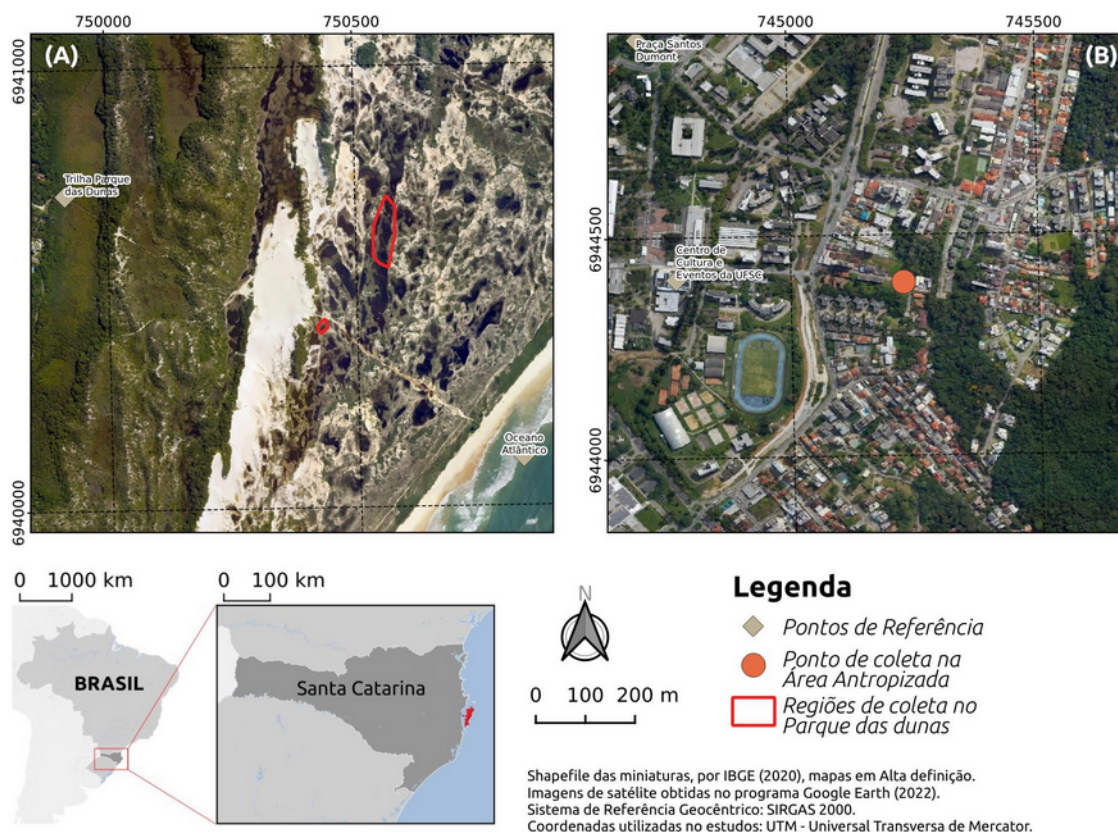 750000
750500
(A)
6941000
6940000
Trilha Parque
das Dunas
Oceano
Atlântico
745000
745500
(B)
6944500
6944000
Praça Santos
Dumont
Centro de
Cultura e
Eventos da UFSC
0 1000 km
BRASIL
0 100 km
Santa Catarina
N
0 100 200 m
Legenda
Pontos de Referência
Ponto de coleta na
Área Antropizada
Regiões de coleta no
Parque das dunas
Shapefile das miniaturas, por IBGE (2020), mapas em Alta definição.
Imagens de satélite obtidas no programa Google Earth (2022).
Sistema de Referência Geocêntrico: SIRGAS 2000.
Coordenadas utilizadas no estudos: UTM - Universal Transversa de Mercator.